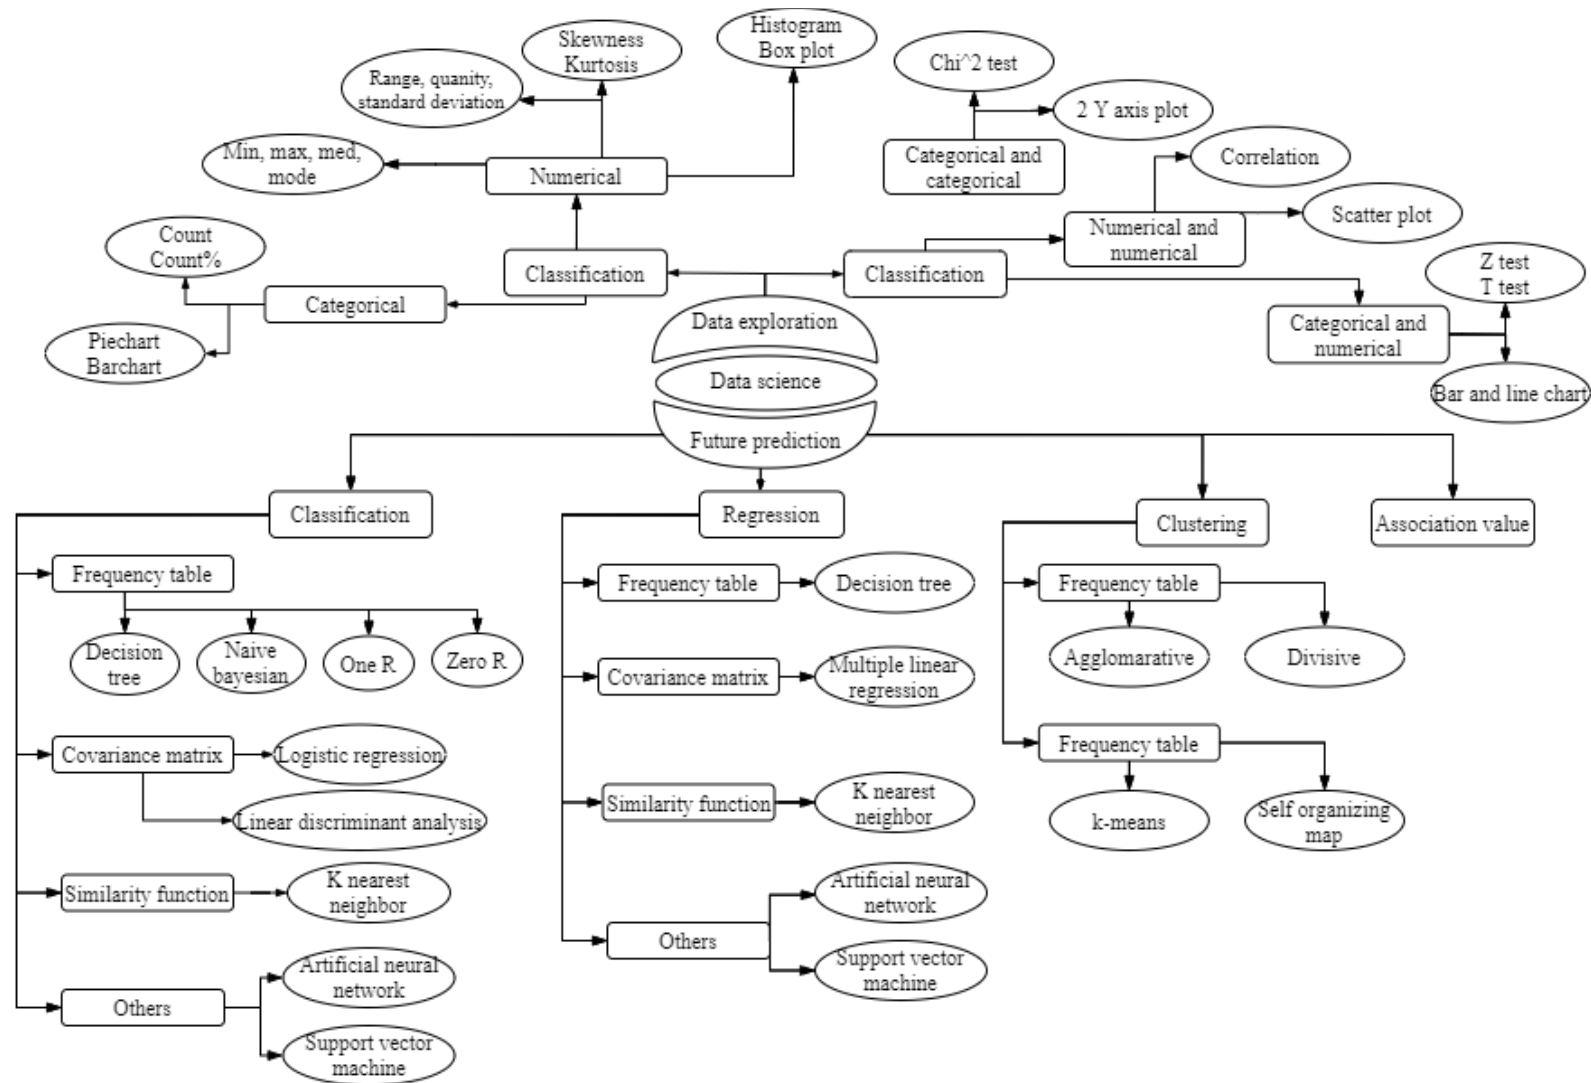 Histogram
Box plot
Skewness
Kurtosis
Range, quanity,
standard deviation
Min, max, med,
mode
Numerical
Chi^2 test
2 Y axis plot
Categorical and
categorical
Correlation
Numerical and
numerical
Scatter plot
Count
Count%
Classification
Classification
Z test
T test
Categorical
Piechart
Barchart
Categorical and
numerical
Bar and line chart
Data exploration
Data science
Future prediction
Classification
Regression
Clustering
Association value
Frequency table
Decision
tree
Naive
bayesian
One R
Zero R
Covariance matrix
Logistic regression
Linear discriminant analysis
Similarity function
K nearest
neighbor
Others
Artificial neural
network
Support vector
machine
Frequency table
Decision tree
Covariance matrix
Multiple linear
regression
Similarity function
K nearest
neighbor
Others
Artificial neural
network
Support vector
machine
Frequency table
Agglomarative
Divisive
Frequency table
k-means
Self organizing
map